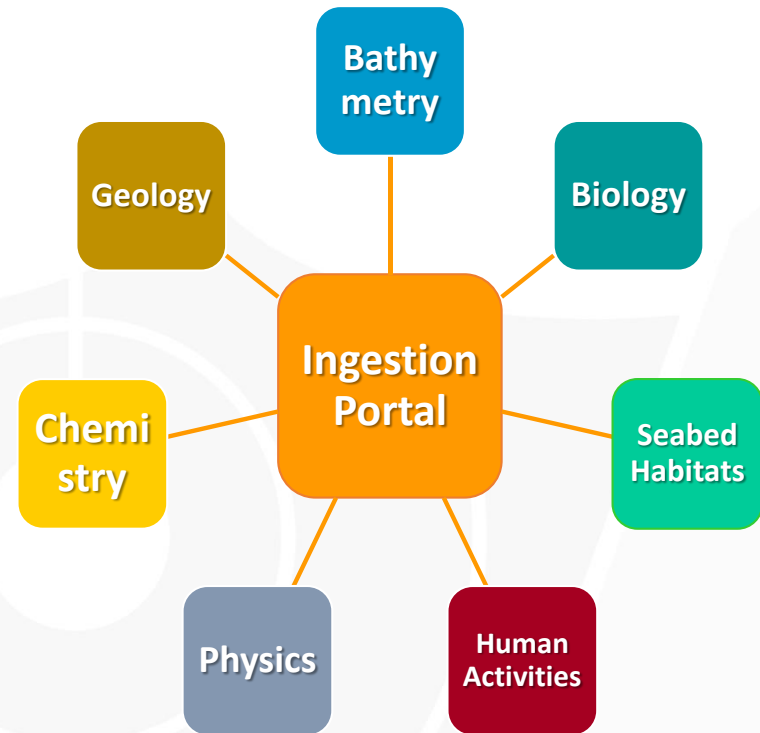 Bathy
metry
Geology
Biology
Ingestion
Portal
Chemi
stry
Seabed
Habitats
Physics
Human
Activities